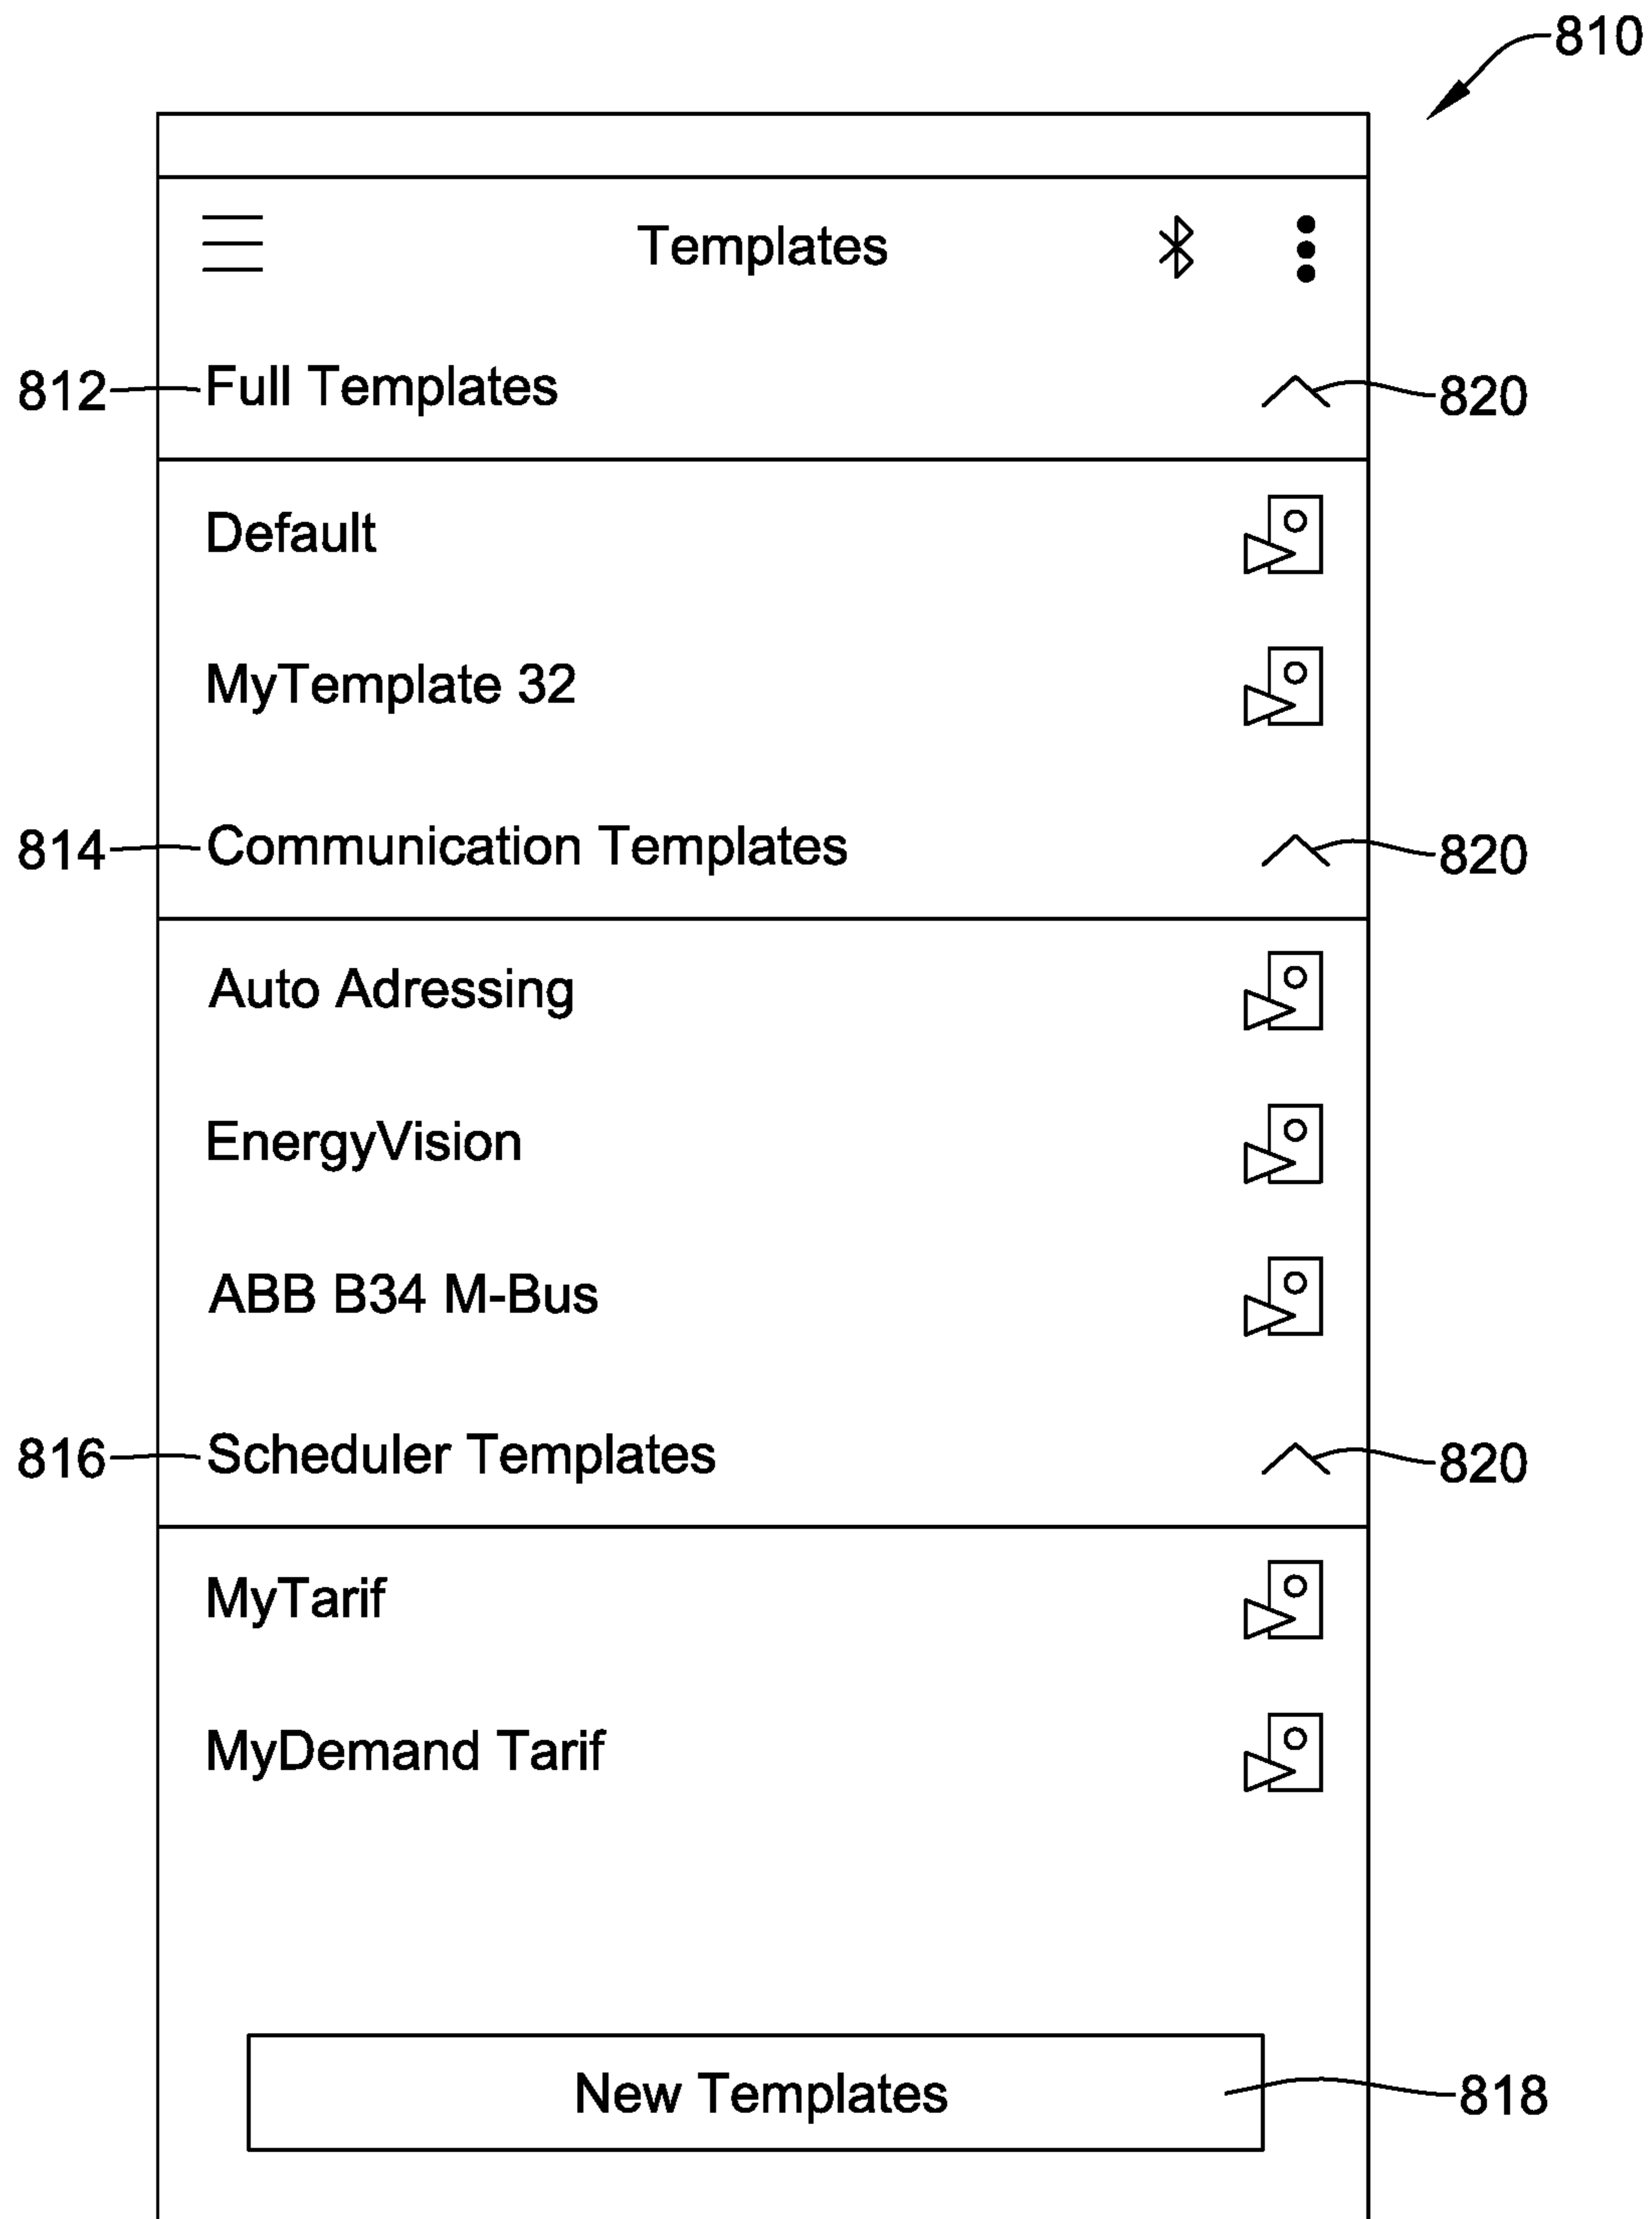 810
Templates
812 Full Templates 820
Default
MyTemplate 32
814 Communication Templates 820
Auto Adressing
EnergyVision
ABB B34 M-Bus
816 Scheduler Templates 820
MyTarif
MyDemand Tarif
New Templates 818